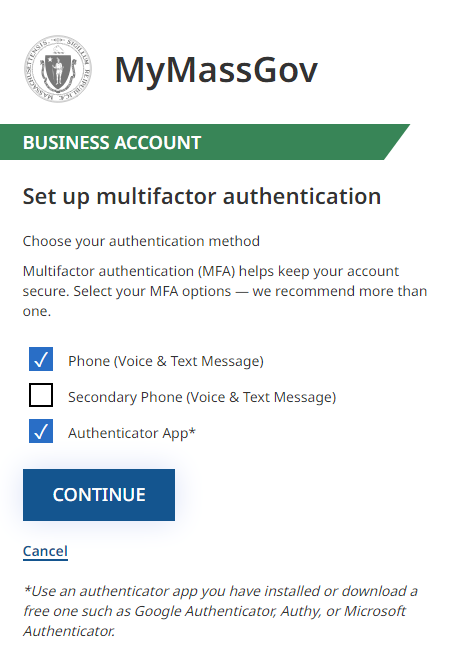 MyMassGov
BUSINESS ACCOUNT
Set up multifactor authentication
Choose your authentication method
Multifactor authentication (MFA) helps keep your account
secure. Select your MFA options — we recommend more than
one.
Phone (Voice & Text Message)
Secondary Phone (Voice & Text Message)
Authenticator App*
CONTINUE
Cancel
*Use an authenticator app you have installed or download a
free one such as Google Authenticator, Authy, or Microsoft
Authenticator.